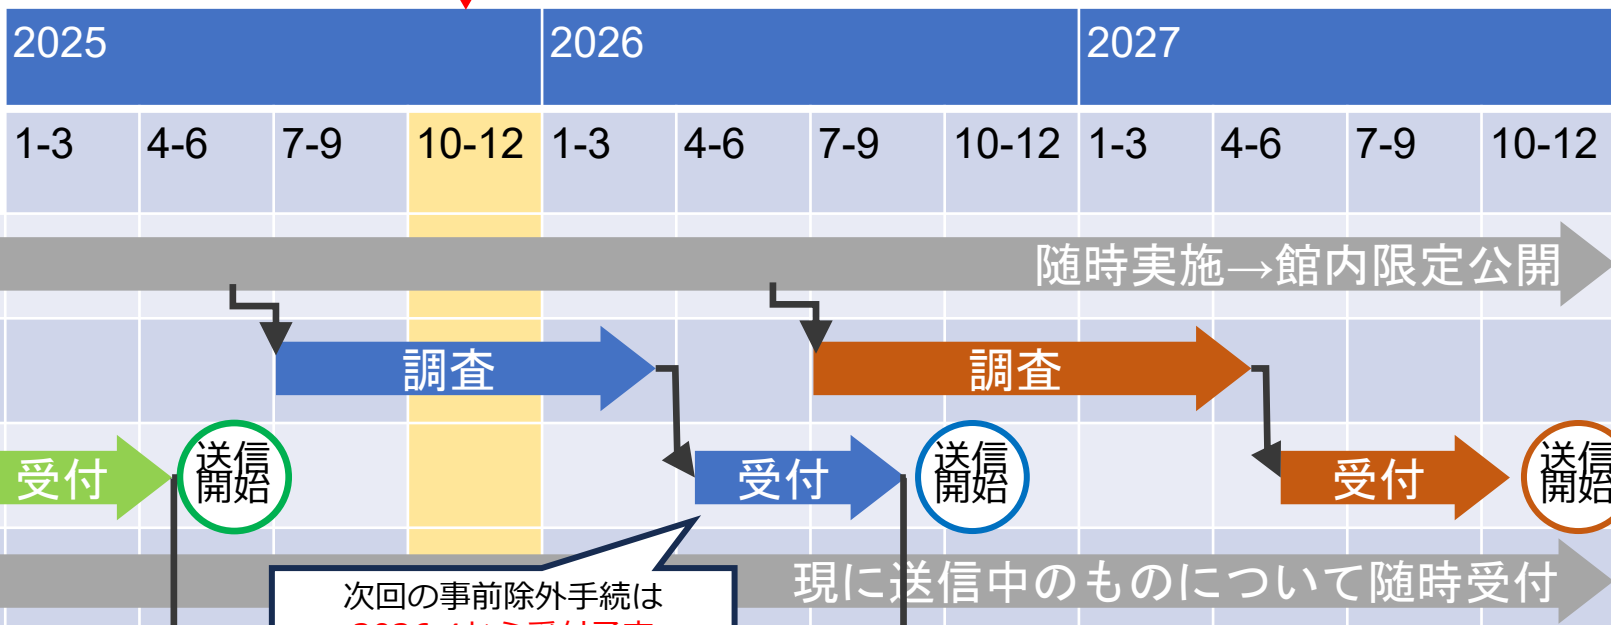 2025 2026 2027
1-3 4-6 7-9 10-12 1-3 4-6 7-9 10-12 1-3 4-6 7-9 10-12
随時実施→館内限定公開
調査 調査
受付
送信
開始
受付
送信
開始
受付
送信
開始
現に送信中のものについて随時受付
次回の事前除外手続は